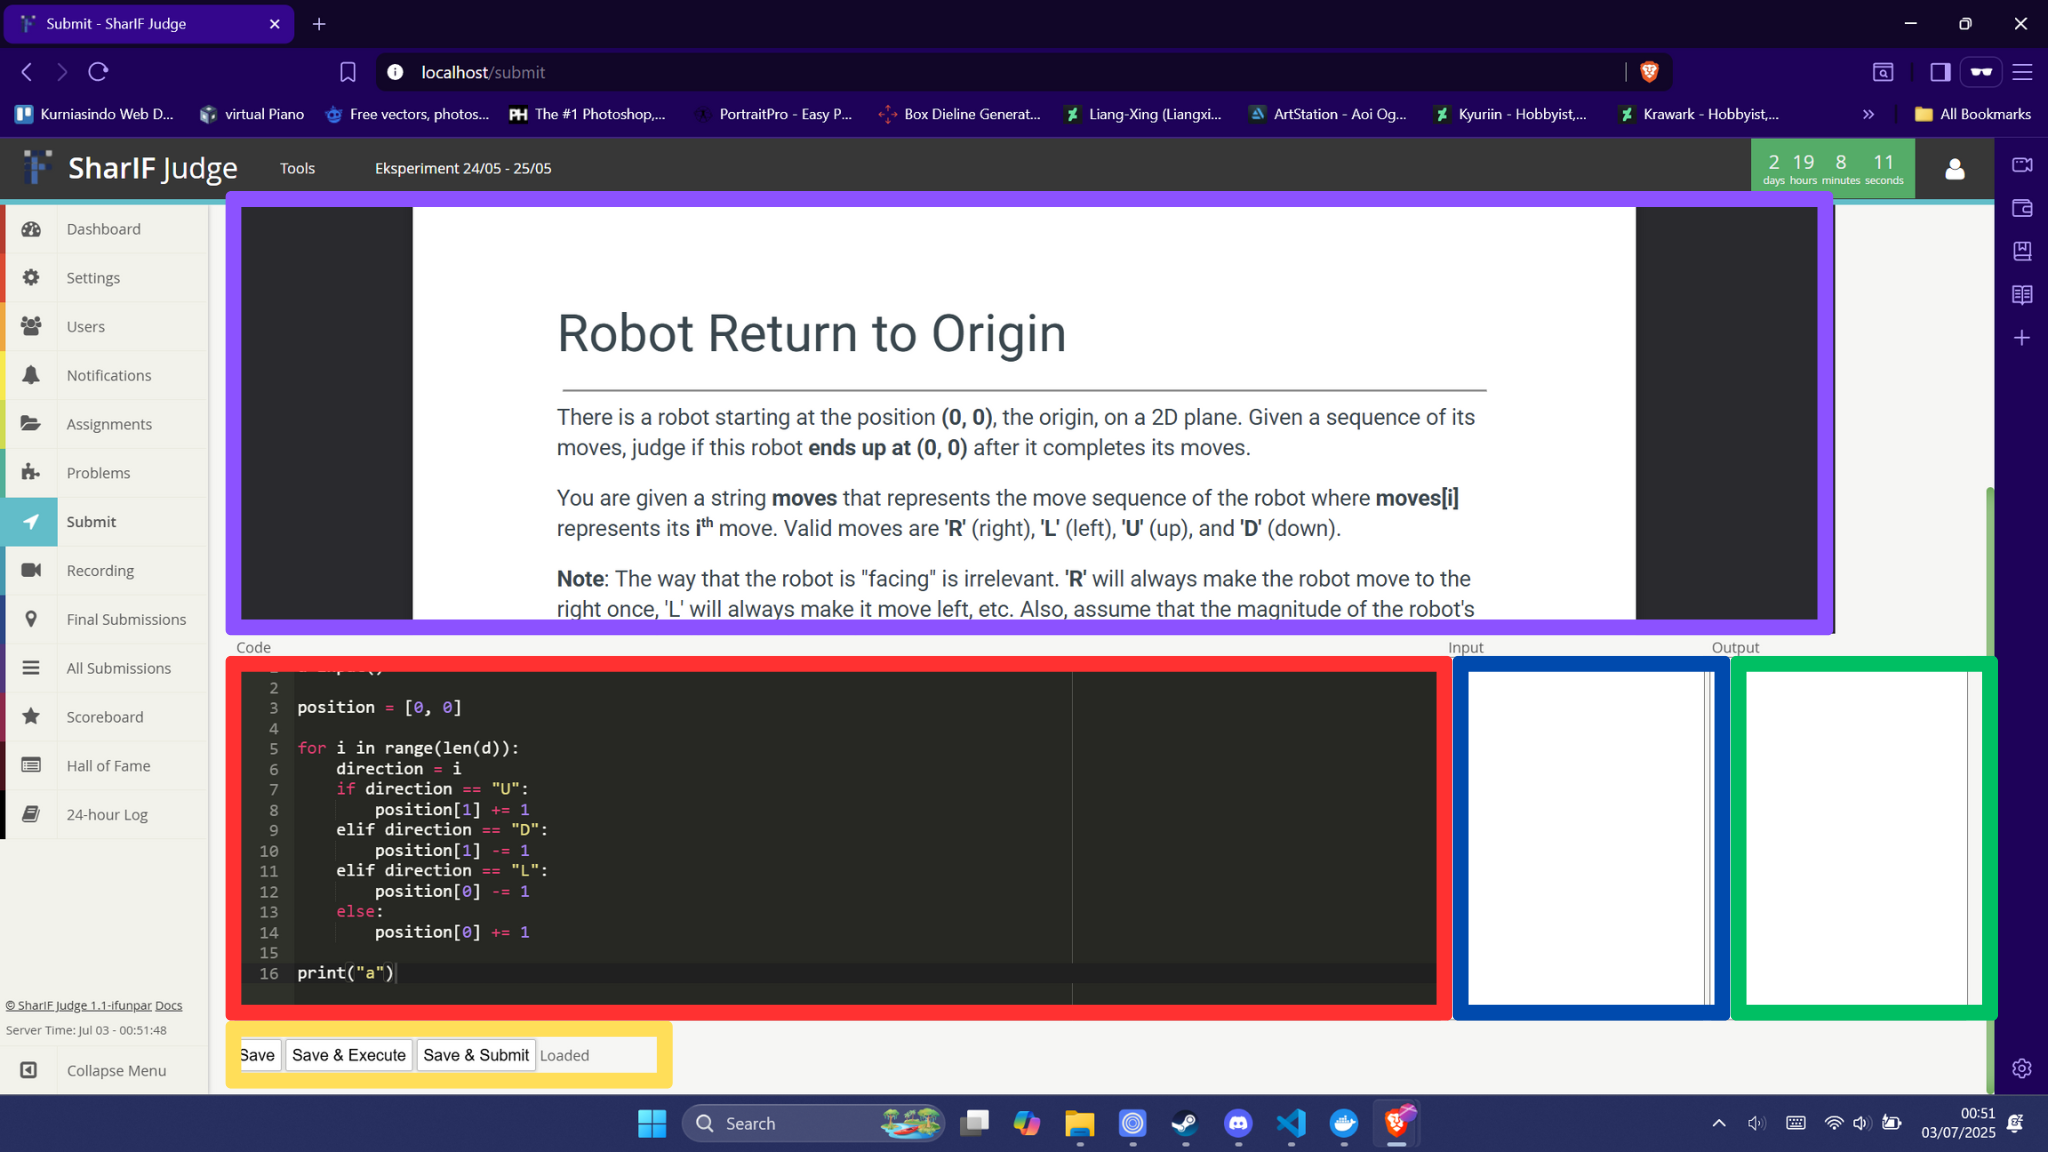 Submit - SharIF Judge
localhost/submit
Kurniasindo Web D...
virtual Piano
Free vectors, photos...
PH The #1 Photoshop,...
PortraitPro - Easy P...
Box Dieline Generat...
Liang-Xing (Liangxi...
ArtStation - Aoi Og...
Kyuriin - Hobbyist,...
Krawark - Hobbyist,...
All Bookmarks
SharIF Judge
Tools
Eksperiment 24/05 - 25/05
2 19 8 11
days hours minutes seconds
Dashboard
Settings
Users
Notifications
Assignments
Problems
Submit
Recording
Final Submissions
All Submissions
Scoreboard
Hall of Fame
24-hour Log
© SharIF Judge 1.1-ifunpar Docs
Server Time: Jul 03 - 00:51:48
Collapse Menu
Robot Return to Origin
There is a robot starting at the position (0, 0), the origin, on a 2D plane. Given a sequence of its
moves, judge if this robot ends up at (0, 0) after it completes its moves.
You are given a string moves that represents the move sequence of the robot where moves[i]
represents its ith move. Valid moves are 'R' (right), 'L' (left), 'U' (up), and 'D' (down).
Note: The way that the robot is "facing" is irrelevant. 'R' will always make the robot move to the
right once, 'L' will always make it move left, etc. Also, assume that the magnitude of the robot's
Code
Input
Output
2
3 position = [0, 0]
4
5 for i in range(len(d)):
6 direction = i
7 if direction == "U":
8 position[1] += 1
9 elif direction == "D":
10 position[1] -= 1
11 elif direction == "L":
12 position[0] -= 1
13 else:
14 position[0] += 1
15
16 print("a")
Save
Save & Execute
Save & Submit
Loaded
Search
00:51
03/07/2025